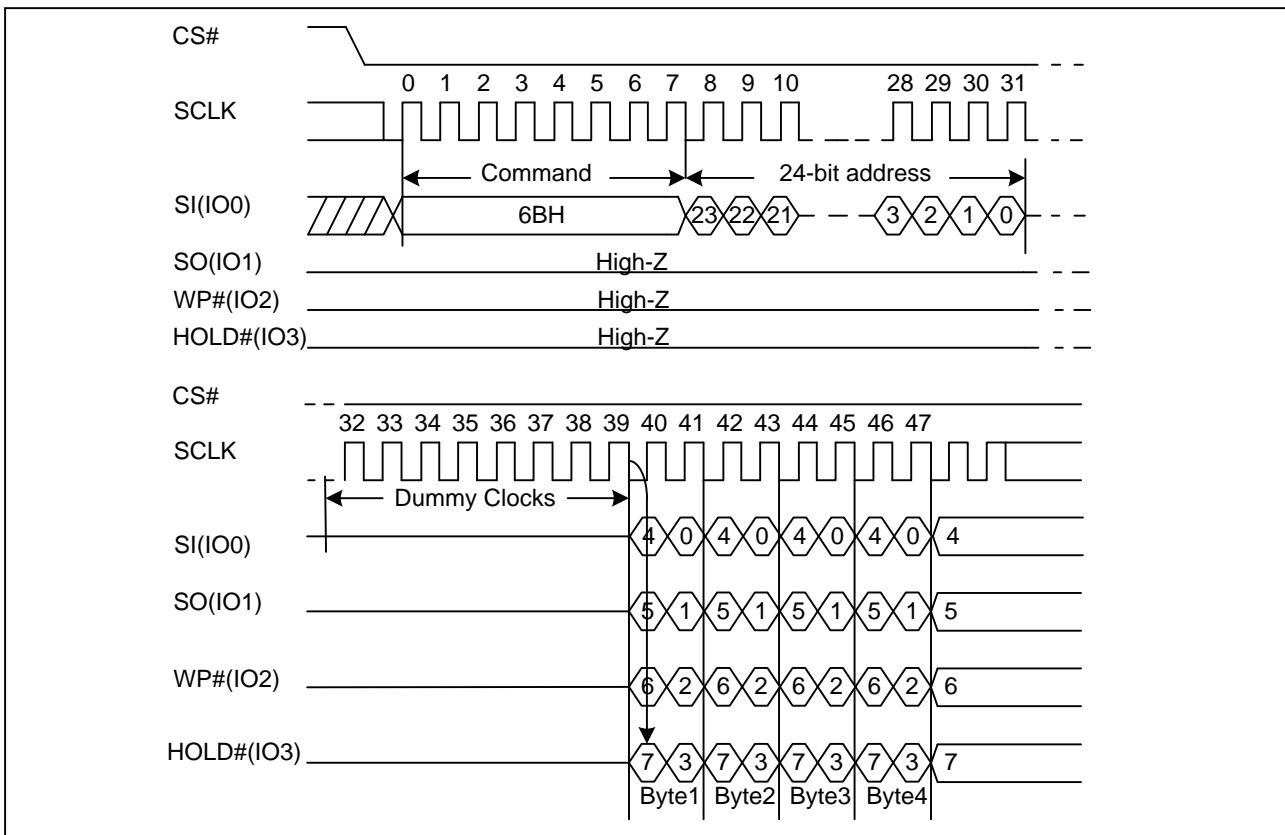 CS#
0 1 2 3 4 5 6 7 8 9 10 28 29 30 31
SCLK
Command 24-bit address
SI(IO0) 6BH 23 22 21 3 2 1 0
SO(IO1) High-Z
WP#(IO2) High-Z
HOLD#(IO3) High-Z
CS#
32 33 34 35 36 37 38 39 40 41 42 43 44 45 46 47
SCLK
Dummy Clocks
SI(IO0) 4 0 4 0 4 0 4 0 4
SO(IO1) 5 1 5 1 5 1 5 1 5
WP#(IO2) 6 2 6 2 6 2 6 2 6
HOLD#(IO3) 7 3 7 3 7 3 7 3 7
Byte1 Byte2 Byte3 Byte4